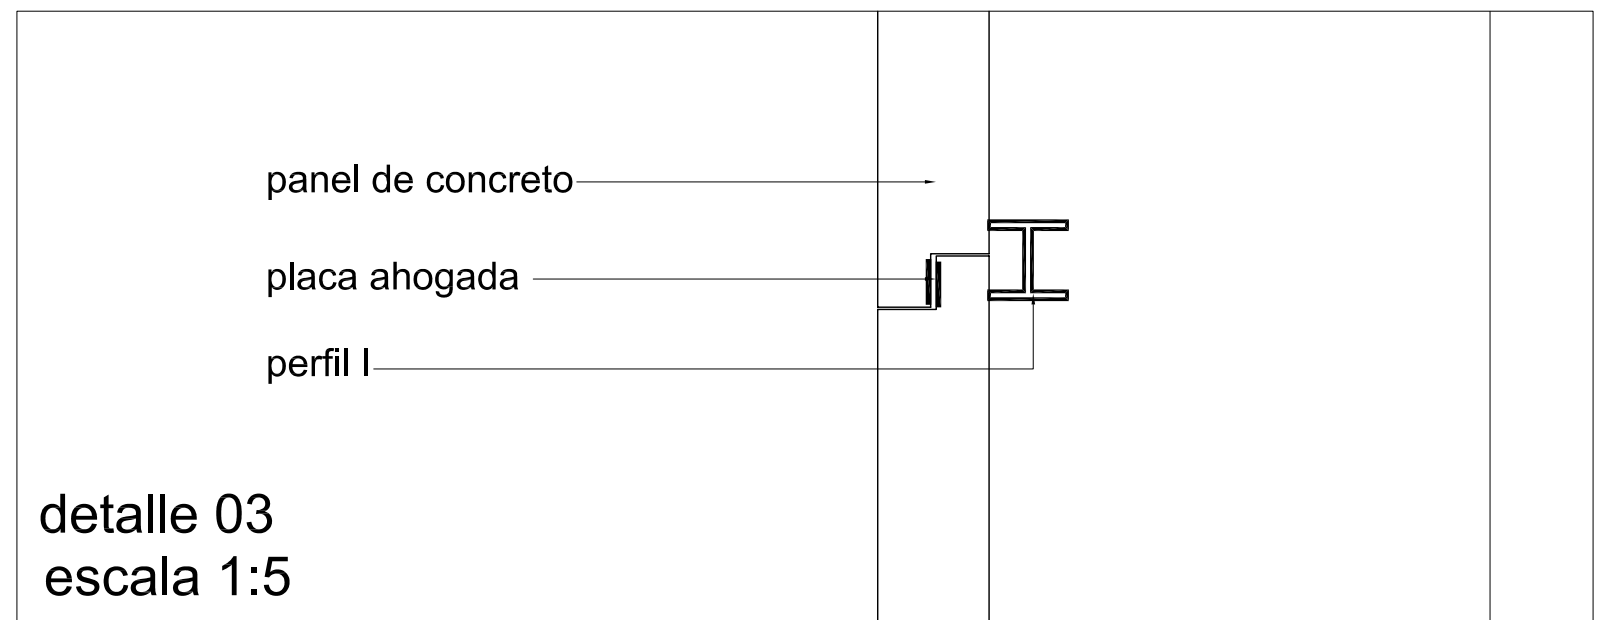 panel de concreto
placa ahogada
perfil I
detalle 03
escala 1:5